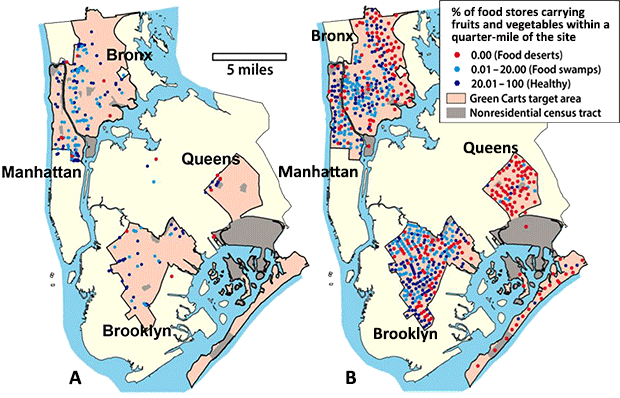 Bronx
5 miles
Manhattan
Queens
Brooklyn
A
Bronx
Manhattan
Queens
Brooklyn
B
% of food stores carrying
fruits and vegetables within a
quarter-mile of the site
0.00 (Food deserts)
0.01 – 20.00 (Food swamps)
20.01 – 100 (Healthy)
Green Carts target area
Nonresidential census tract